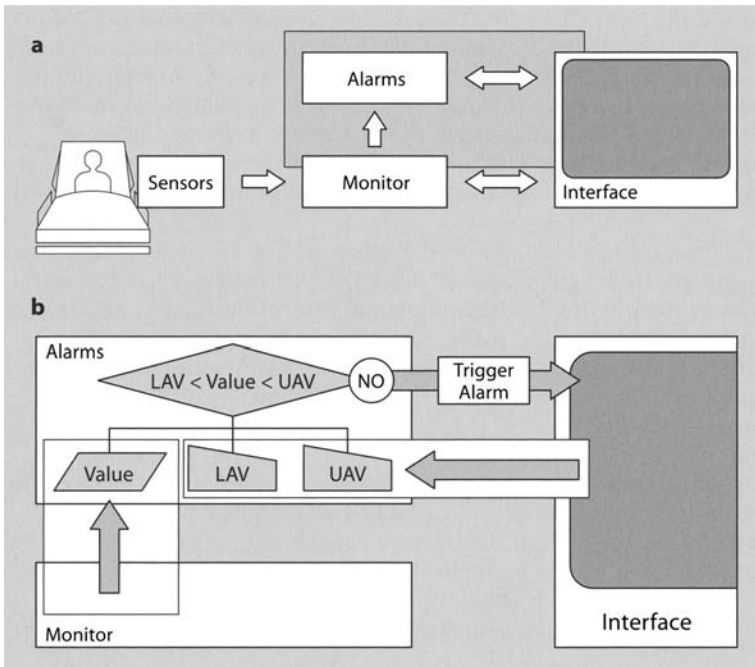 a
Alarms
Sensors
Monitor
Interface
b
Alarms
LAV < Value < UAV
NO
Trigger
Alarm
Value
LAV
UAV
Monitor
Interface